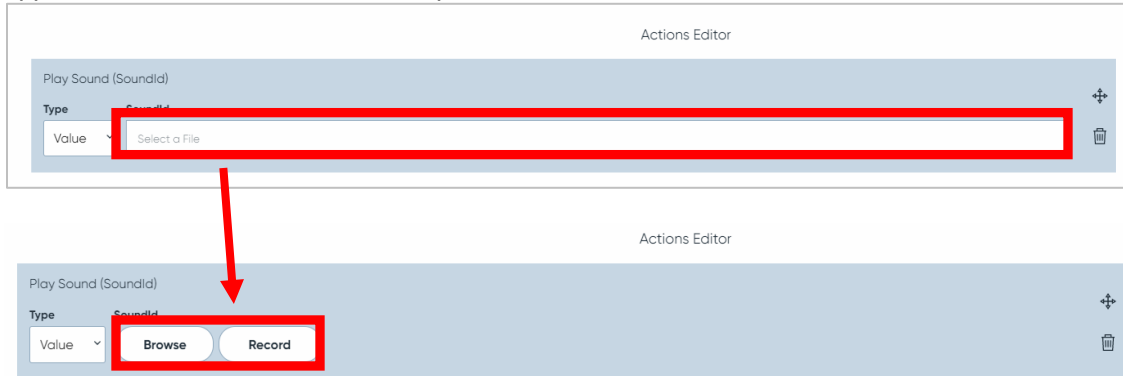 Actions Editor
Play Sound (SoundId)
Type SoundId
Value Select a File
Actions Editor
Play Sound (SoundId)
Type SoundId
Value Browse Record